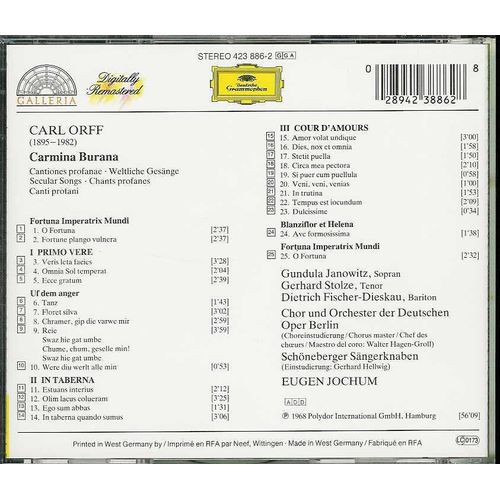 STEREO 423 886-2 GGA
GALLERIA
Digitally
Remastered
Deutsche
Grammophon
0
28942 38862
8
CARL ORFF
(1895–1982)
Carmina Burana
Cantiones profanae · Weltliche Gesänge
Secular Songs · Chants profanes
Canti profani
Fortuna Imperatrix Mundi
1 1. O Fortuna [2'37]
2 2. Fortune plango vulnera [2'37]
I PRIMO VERE
3 3. Veris leta facies [3'28]
4 4. Omnia Sol temperat [2'04]
5 5. Ecce gratum [2'39]
Uf dem anger
6 6. Tanz [1'43]
7 7. Floret silva [3'02]
8 8. Chramer, gip die varwe mir [2'59]
9 9. Reie [3'59]
Swaz hie gat umbe
Chume, chum, geselle min!
Swaz hie gat umbe
10 10. Were diu werlt alle min [0'53]
II IN TABERNA
11 11. Estuans interius [2'12]
12 12. Olim lacus colueram [3'25]
13 13. Ego sum abbas [1'31]
14 14. In taberna quando sumus [3'06]
III COUR D'AMOURS
15 15. Amor volat undique [3'00]
16 16. Dies, nox et omnia [1'58]
17 17. Stetit puella [1'50]
18 18. Circa mea pectora [2'10]
19 19. Si puer cum puellula [0'58]
20 20. Veni, veni, venias [1'00]
21 21. In trutina [1'53]
22 22. Tempus est iocundum [2'09]
23 23. Dulcissime [0'34]
Blanziflor et Helena
24 24. Ave formosissima [1'38]
Fortuna Imperatrix Mundi
25 25. O Fortuna [2'32]
Gundula Janowitz, Sopran
Gerhard Stolze, Tenor
Dietrich Fischer-Dieskau, Bariton
Chor und Orchester der Deutschen
Oper Berlin
(Choreinstudierung / Chorus master / Chef des
chœurs / Maestro del coro: Walter Hagen-Groll)
Schöneberger Sängerknaben
(Einstudierung: Gerhard Hellwig)
EUGEN JOCHUM
ADD
℗ 1968 Polydor International GmbH, Hamburg [56'09]
Printed in West Germany by / Imprimé en RFA par Neef, Wittingen · Made in West Germany / Fabriqué en RFA
LC 0173